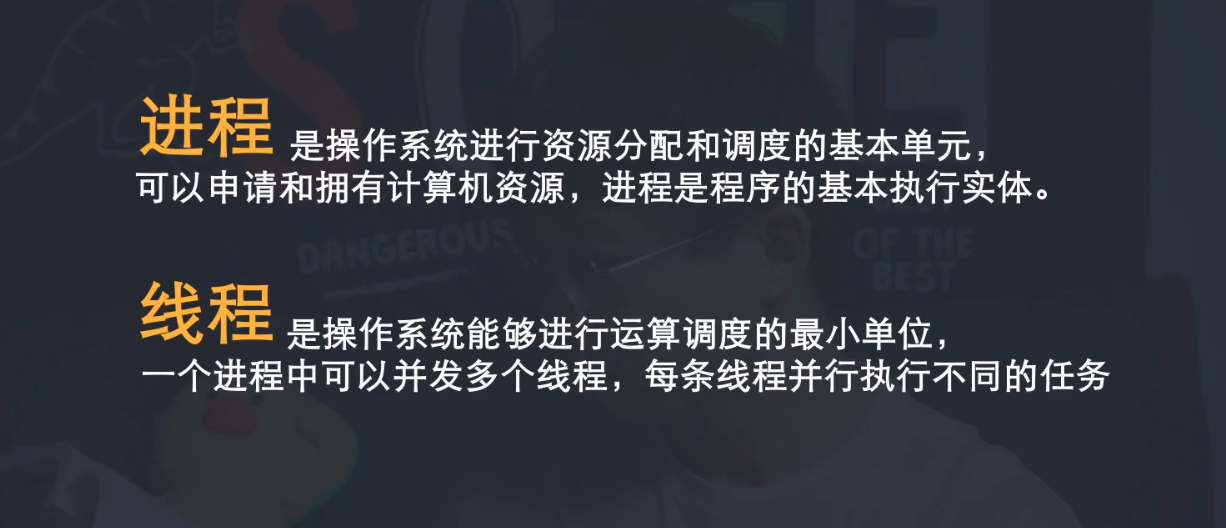 SOFE
进程 是操作系统进行资源分配和调度的基本单元，
可以申请和拥有计算机资源，进程是程序的基本执行实体。
DANGEROUS
OF THE
BEST
线程 是操作系统能够进行运算调度的最小单位，
一个进程中可以并发多个线程，每条线程并行执行不同的任务